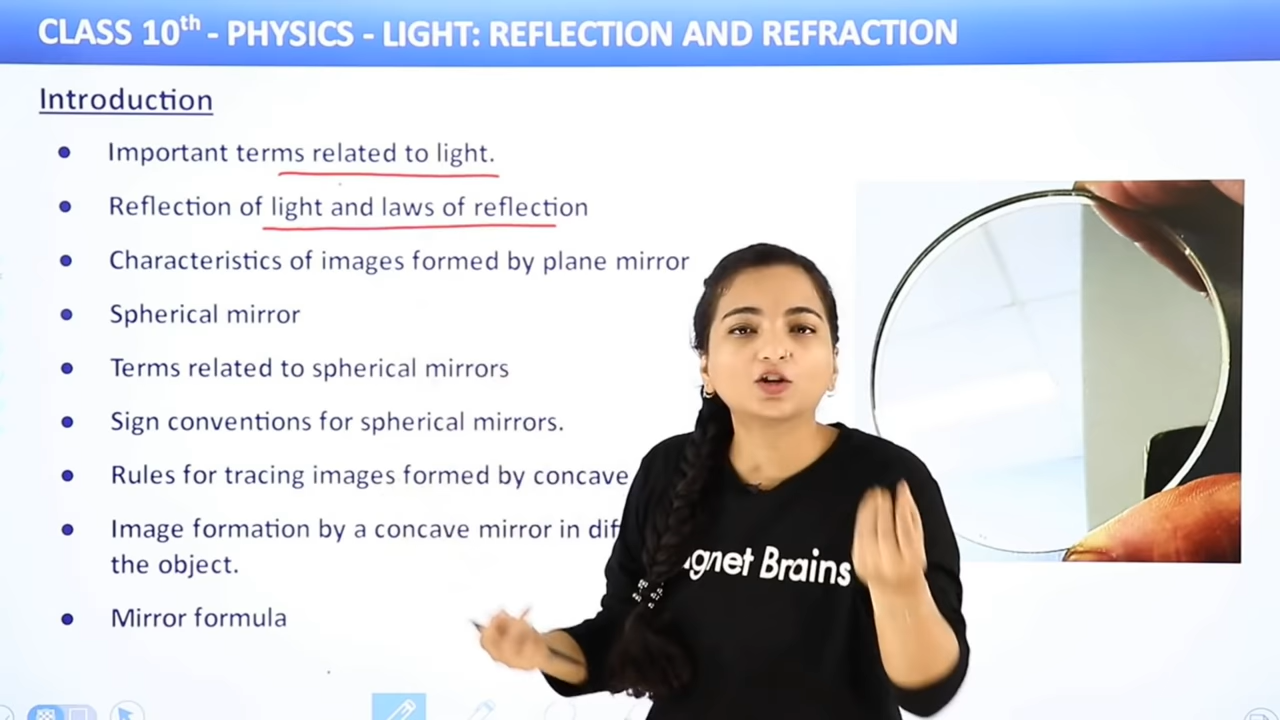 CLASS 10th - PHYSICS - LIGHT: REFLECTION AND REFRACTION
Introduction
Important terms related to light.
Reflection of light and laws of reflection
Characteristics of images formed by plane mirror
Spherical mirror
Terms related to spherical mirrors
Sign conventions for spherical mirrors.
Rules for tracing images formed by concave
Image formation by a concave mirror in
the object.
Mirror formula
Brains